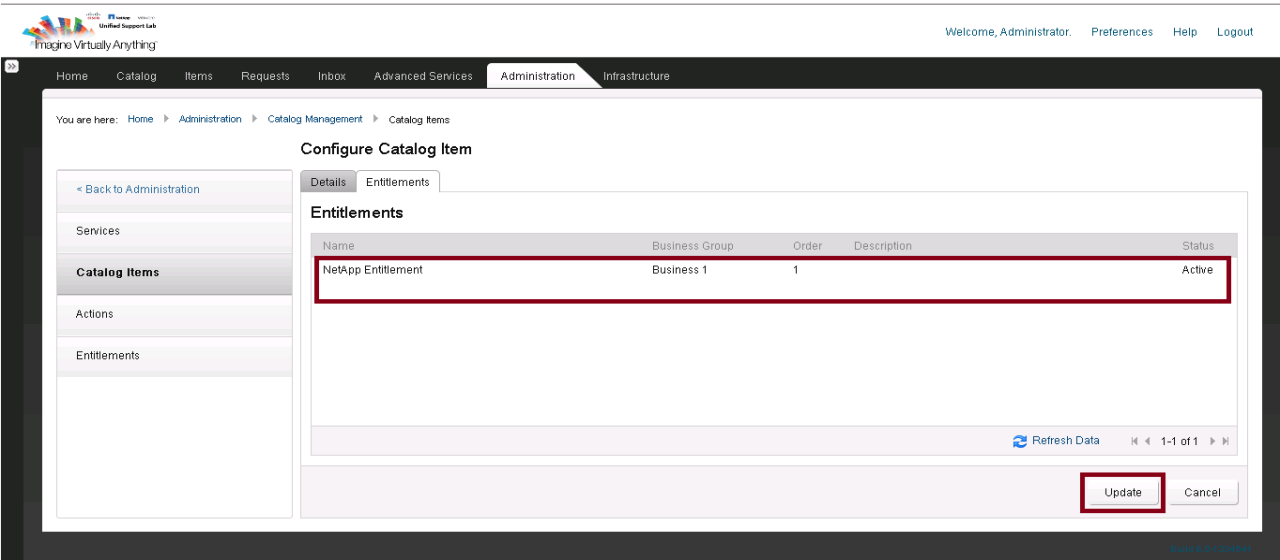 Unified Support Lab
Imagine Virtually Anything
Welcome, Administrator. Preferences Help Logout
Home Catalog Items Requests Inbox Advanced Services Administration Infrastructure
You are here: Home Administration Catalog Management Catalog Items
Configure Catalog Item
< Back to Administration
Services
Catalog Items
Actions
Entitlements
Details Entitlements
Entitlements
Name Business Group Order Description Status
NetApp Entitlement Business 1 1 Active
Refresh Data 1-1 of 1
Update Cancel